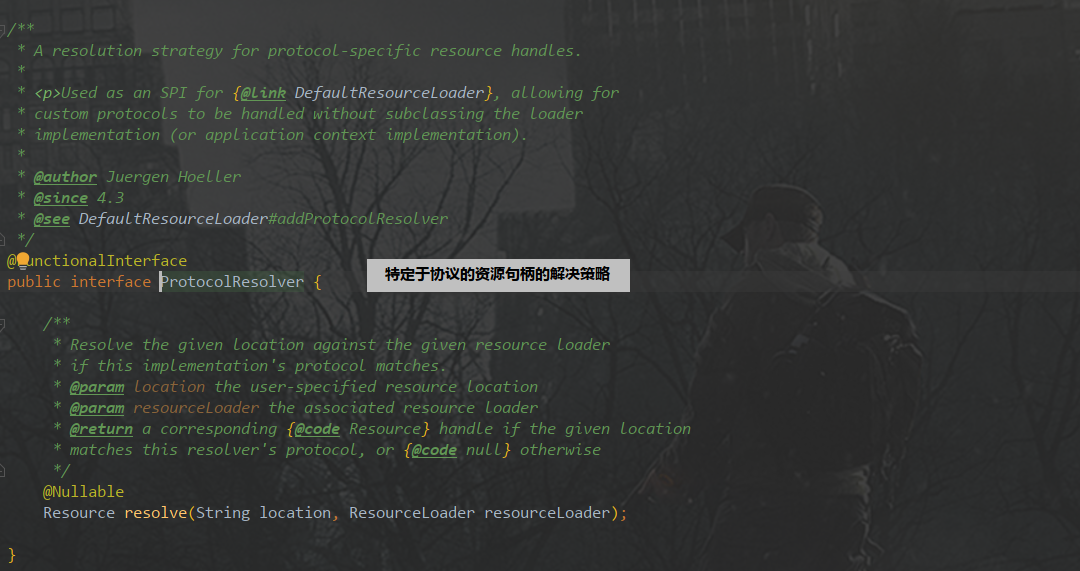 /**
 * A resolution strategy for protocol-specific resource handles.
 *
 * <p>Used as an SPI for {@link DefaultResourceLoader}, allowing for
 * custom protocols to be handled without subclassing the loader
 * implementation (or application context implementation).
 *
 * @author Juergen Hoeller
 * @since 4.3
 * @see DefaultResourceLoader#addProtocolResolver
 */
@FunctionalInterface
public interface ProtocolResolver {
特定于协议的资源句柄的解决策略
    /**
     * Resolve the given location against the given resource loader
     * if this implementation's protocol matches.
     * @param location the user-specified resource location
     * @param resourceLoader the associated resource loader
     * @return a corresponding {@code Resource} handle if the given location
     * matches this resolver's protocol, or {@code null} otherwise
     */
    @Nullable
    Resource resolve(String location, ResourceLoader resourceLoader);
}